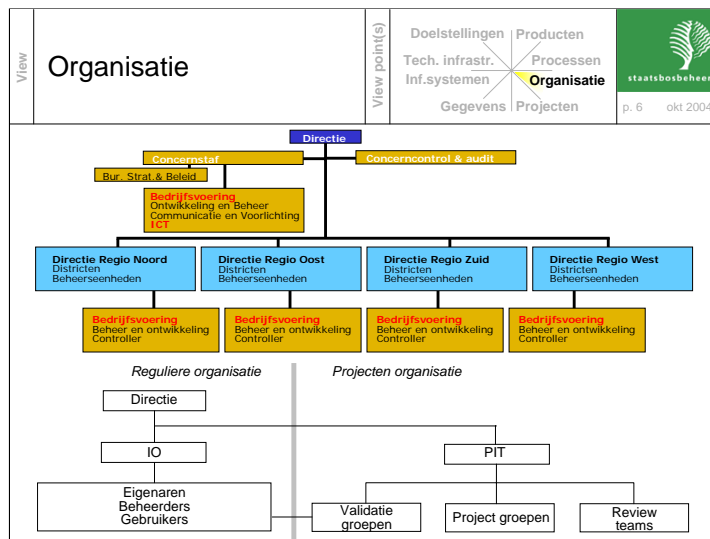 View
Organisatie
View point(s)
Doelstellingen
Producten
Tech. infrastr.
Processen
Inf.systemen
Organisatie
Gegevens
Projecten
staatsbosbeheer
p. 6 okt 2004
Directie
Concernstaf
Concerncontrol & audit
Bur. Strat.& Beleid
Bedrijfsvoering
Ontwikkeling en Beheer
Communicatie en Voorlichting
ICT
Directie Regio Noord
Districten
Beheerseenheden
Directie Regio Oost
Districten
Beheerseenheden
Directie Regio Zuid
Districten
Beheerseenheden
Directie Regio West
Districten
Beheerseenheden
Bedrijfsvoering
Beheer en ontwikkeling
Controller
Bedrijfsvoering
Beheer en ontwikkeling
Controller
Bedrijfsvoering
Beheer en ontwikkeling
Controller
Bedrijfsvoering
Beheer en ontwikkeling
Controller
Reguliere organisatie
Projecten organisatie
Directie
IO
PIT
Eigenaren
Beheerders
Gebruikers
Validatie
groepen
Project groepen
Review
teams